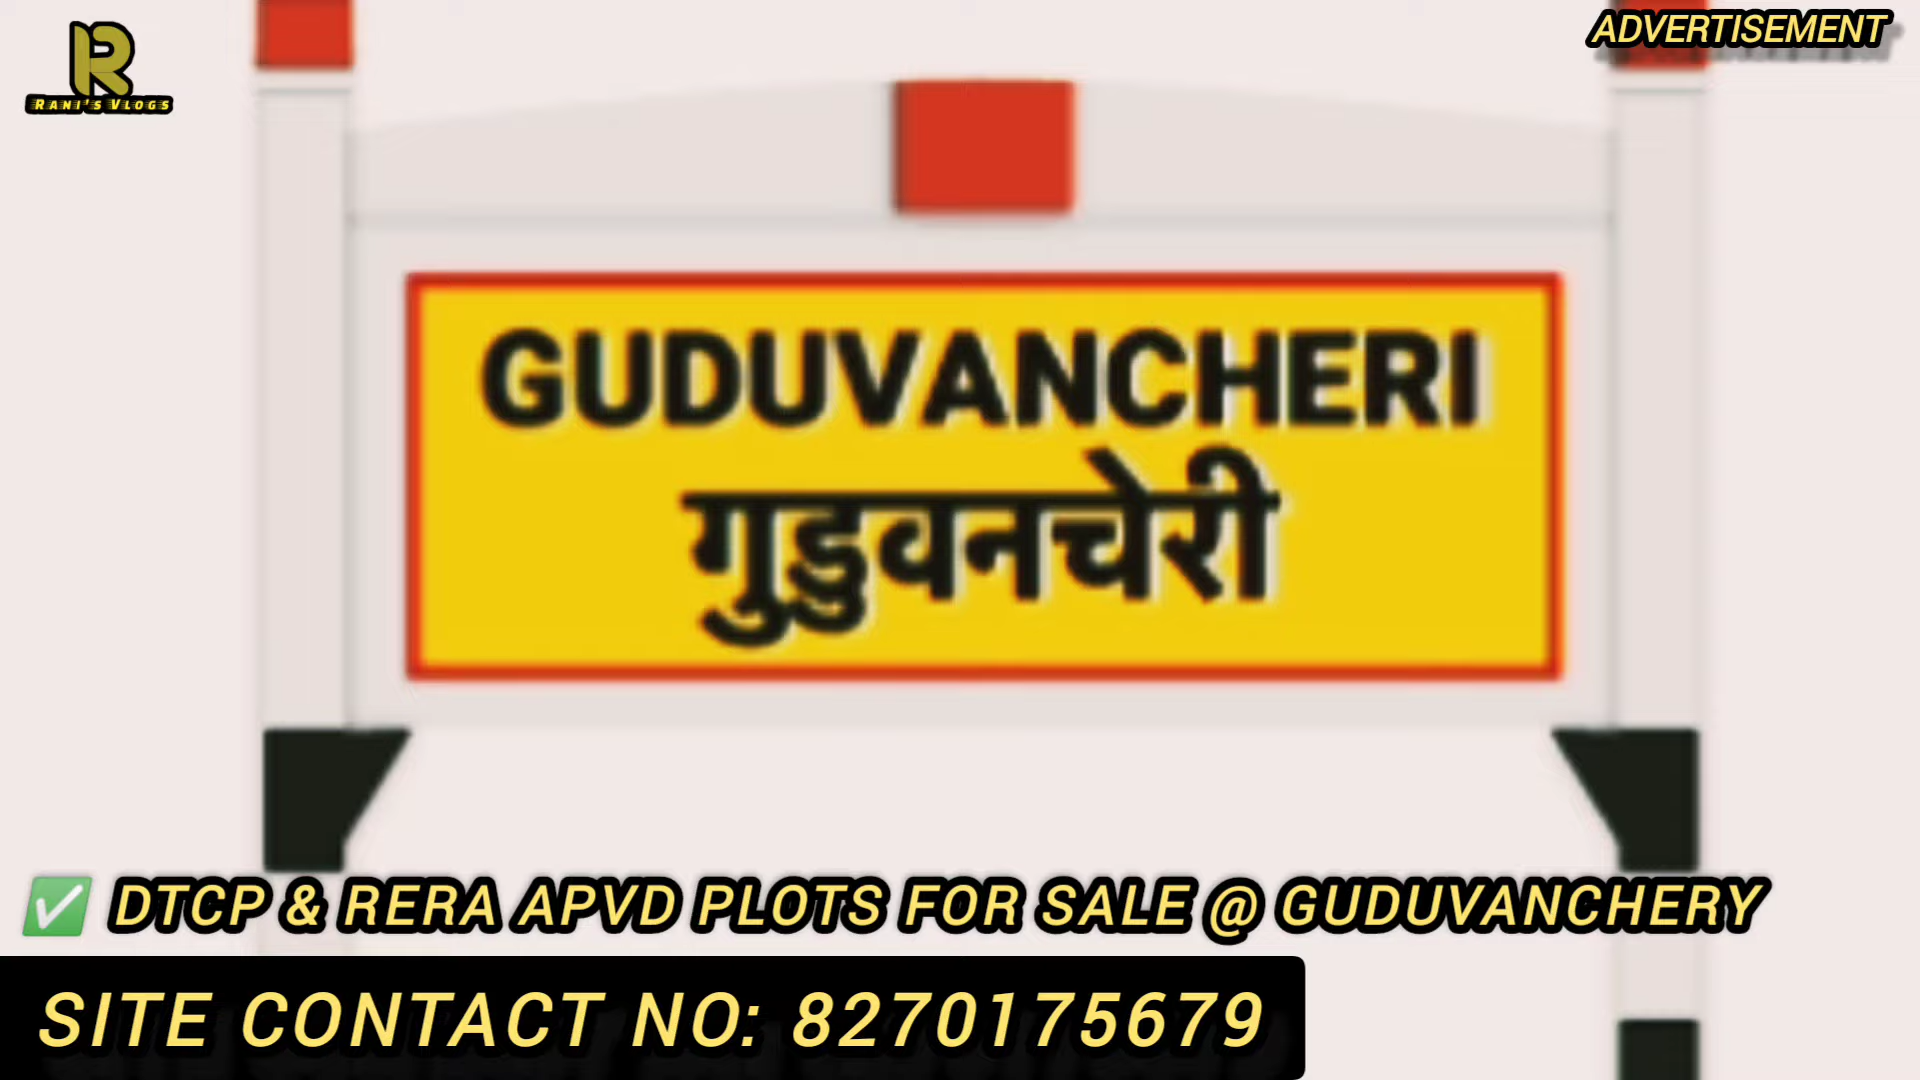 R
RANI'S VLOGS
ADVERTISEMENT
GUDUVANCHERI
गुडुवनचेरी
✅ DTCP & RERA APVD PLOTS FOR SALE @ GUDUVANCHERY
SITE CONTACT NO: 8270175679